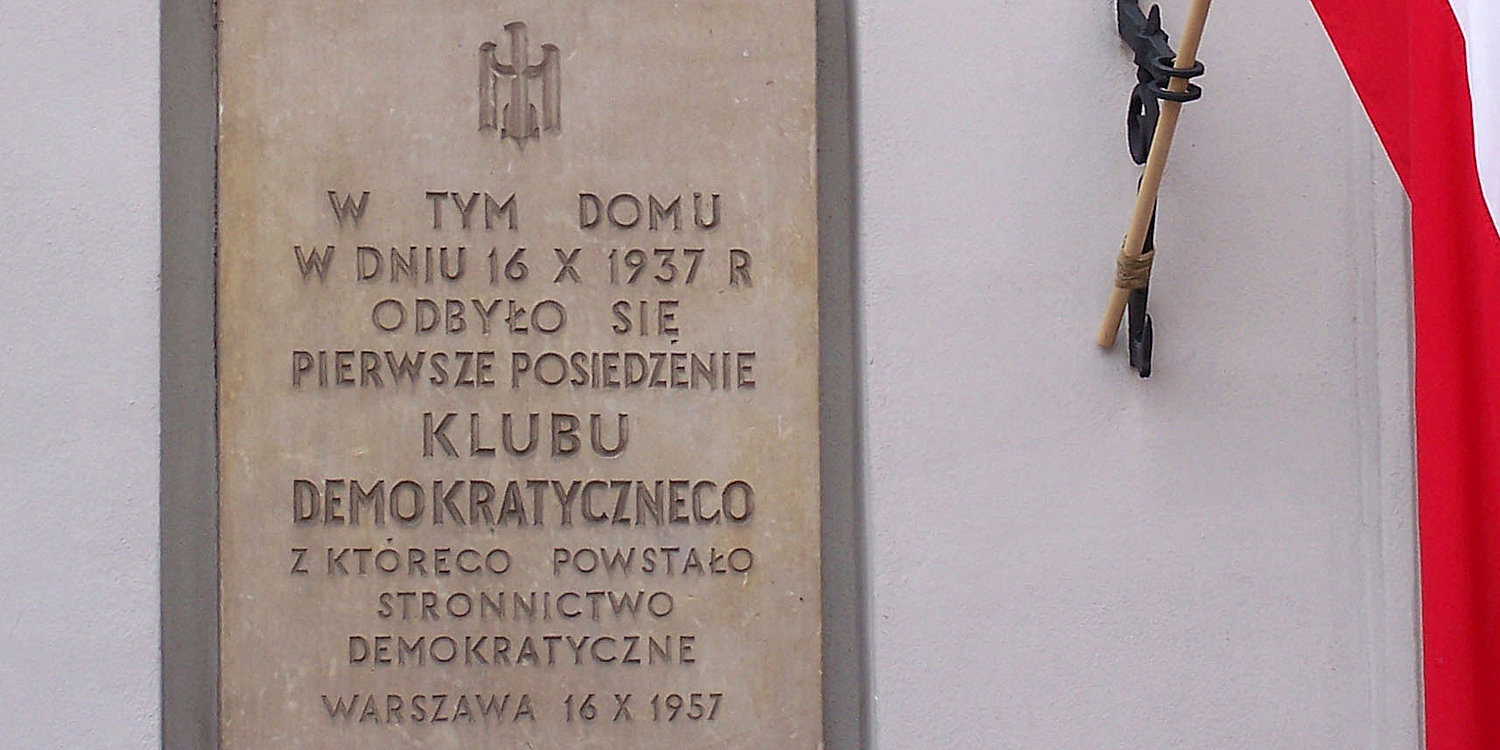 W TYM DOMU
W DNIU 16 X 1937 R
ODBYŁO SIĘ
PIERWSZE POSIEDZENIE
KLUBU
DEMOKRATYCZNEGO
Z KTÓREGO POWSTAŁO
STRONNICTWO
DEMOKRATYCZNE
WARSZAWA 16 X 1957